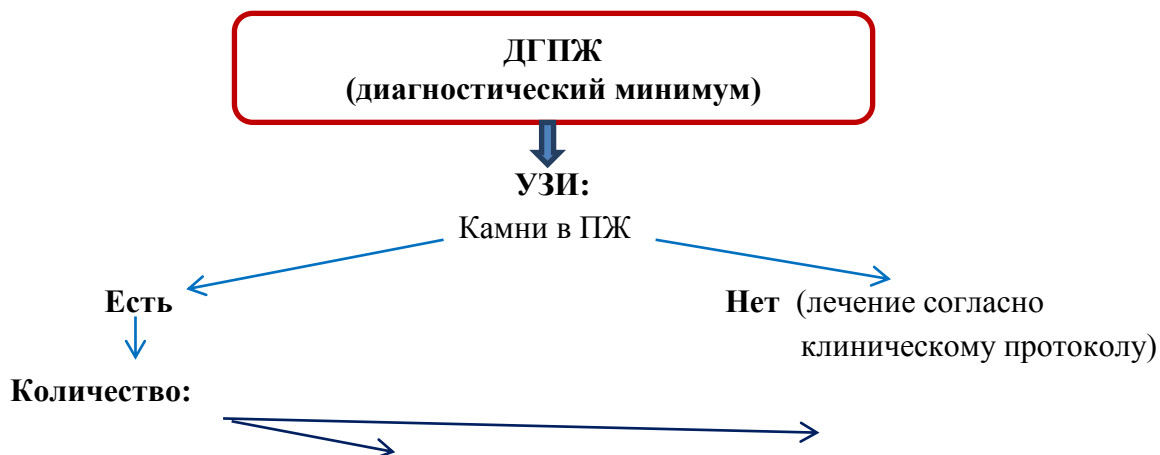 ДГПЖ
(диагностический минимум)
УЗИ:
Камни в ПЖ
Есть
Нет (лечение согласно
клиническому протоколу)
Количество: